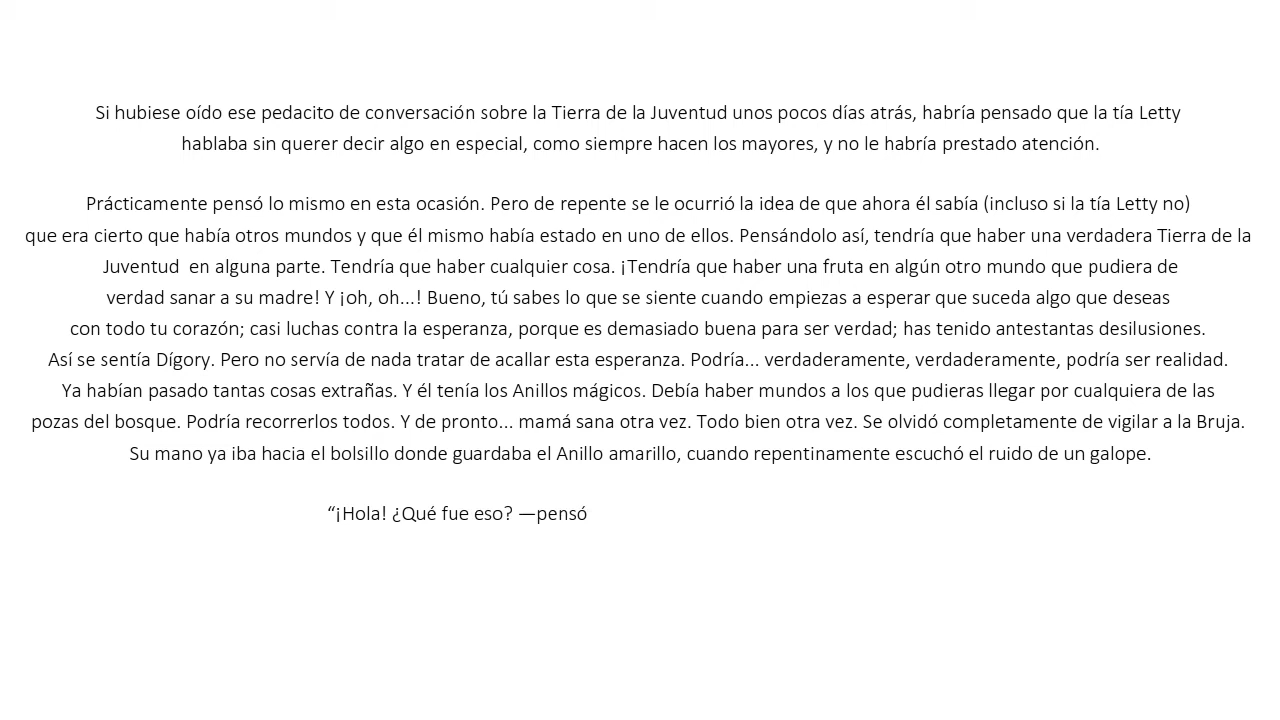 Si hubiese oído ese pedacito de conversación sobre la Tierra de la Juventud unos pocos días atrás, habría pensado que la tía Letty
hablaba sin querer decir algo en especial, como siempre hacen los mayores, y no le habría prestado atención.
Prácticamente pensó lo mismo en esta ocasión. Pero de repente se le ocurrió la idea de que ahora él sabía (incluso si la tía Letty no)
que era cierto que había otros mundos y que él mismo había estado en uno de ellos. Pensándolo así, tendría que haber una verdadera Tierra de la
Juventud  en alguna parte. Tendría que haber cualquier cosa. ¡Tendría que haber una fruta en algún otro mundo que pudiera de
verdad sanar a su madre! Y ¡oh, oh...! Bueno, tú sabes lo que se siente cuando empiezas a esperar que suceda algo que deseas
con todo tu corazón; casi luchas contra la esperanza, porque es demasiado buena para ser verdad; has tenido antestantas desilusiones.
Así se sentía Dígory. Pero no servía de nada tratar de acallar esta esperanza. Podría... verdaderamente, verdaderamente, podría ser realidad.
Ya habían pasado tantas cosas extrañas. Y él tenía los Anillos mágicos. Debía haber mundos a los que pudieras llegar por cualquiera de las
pozas del bosque. Podría recorrerlos todos. Y de pronto... mamá sana otra vez. Todo bien otra vez. Se olvidó completamente de vigilar a la Bruja.
Su mano ya iba hacia el bolsillo donde guardaba el Anillo amarillo, cuando repentinamente escuchó el ruido de un galope.
“¡Hola! ¿Qué fue eso? —pensó